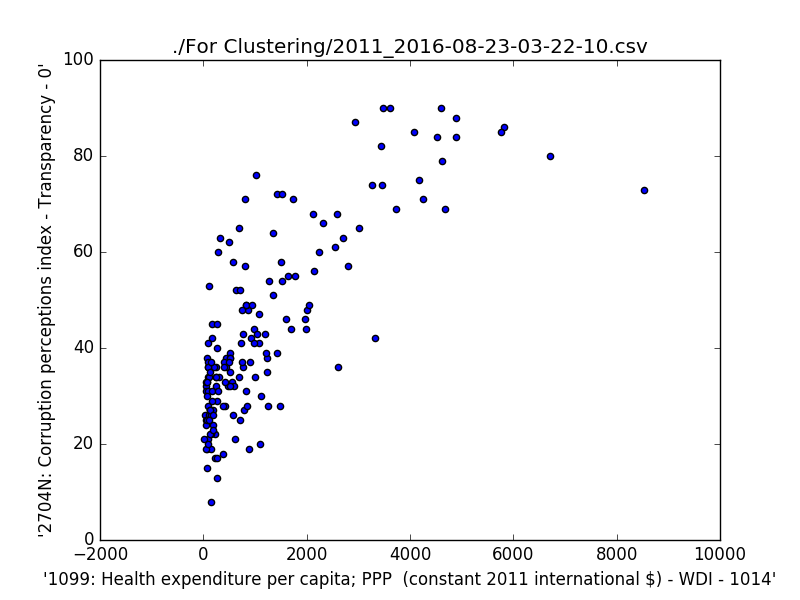 ./For Clustering/2011_2016-08-23-03-22-10.csv
100
80
60
40
20
0
'2704N: Corruption perceptions index - Transparency - 0'
−2000 0 2000 4000 6000 8000 10000
'1099: Health expenditure per capita; PPP  (constant 2011 international $) - WDI - 1014'